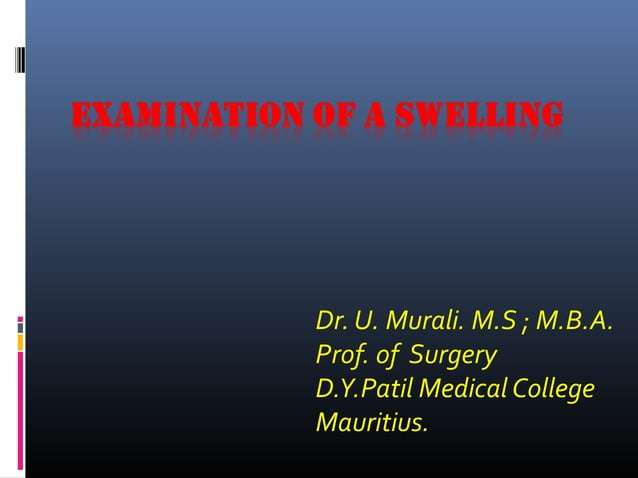 EXAMINATION OF A SWELLING
Dr. U. Murali. M.S ; M.B.A.
Prof. of Surgery
D.Y.Patil Medical College
Mauritius.